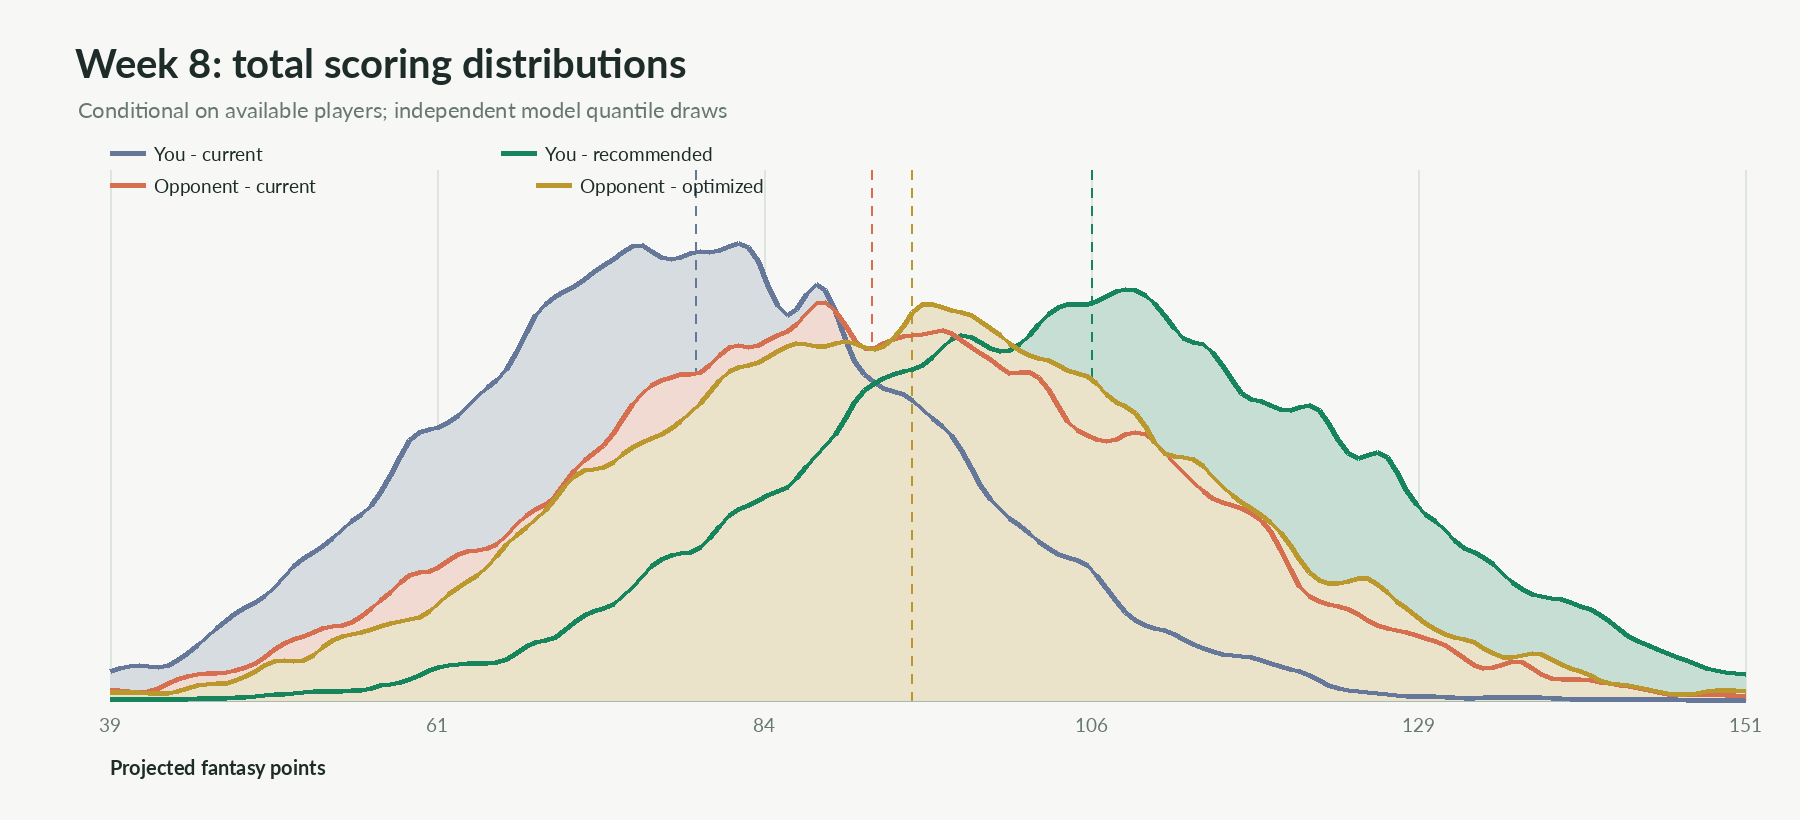 Week 8: total scoring distributions
Conditional on available players; independent model quantile draws
You - current
You - recommended
Opponent - current
Opponent - optimized
39
61
84
106
129
151
Projected fantasy points